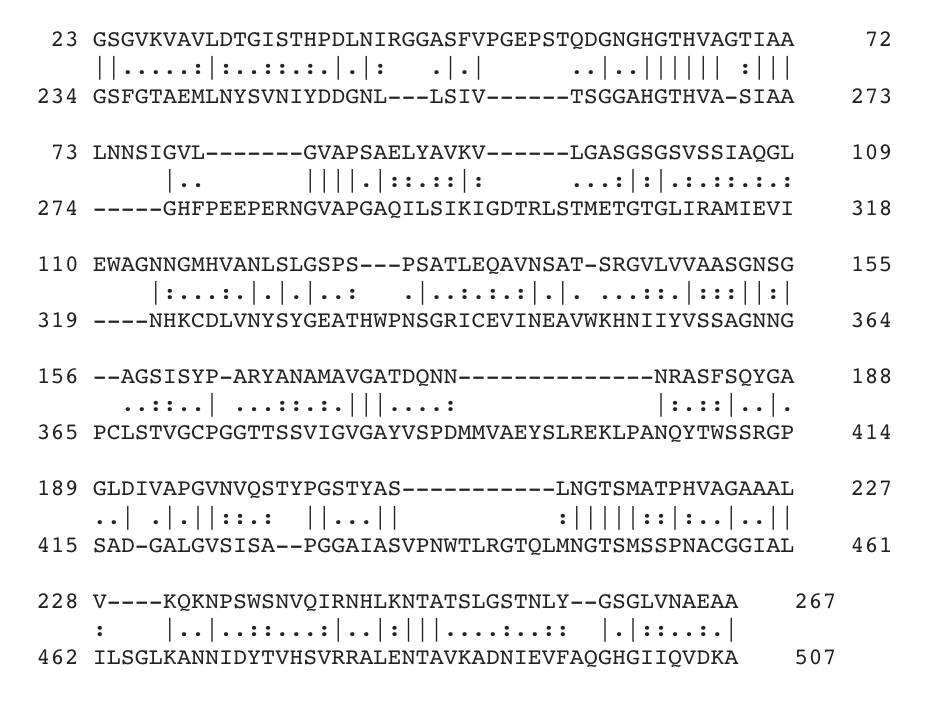 23 GSGVKVAVLDTGISTHPDLNIRGGASFVPGEPSTQDGNGHGTHVAGTIAA 72
||.....:|:..::.:.|.|:   .|.|      ..|..|||||| :|||
234 GSFGTAEMLNYSVNIYDDGNL---LSIV------TSGGAHGTHVA-SIAA 273
73 LNNSIGVL-------GVAPSAELYAVKV------LGASGSGSVSSIAQGL 109
|..       ||||.|::.::|:      ...:|:|.:.::.:.:
274 -----GHFPEEPERNGVAPGAQILSIKIGDTRLSTMETGTGLIRAMIEVI 318
110 EWAGNNGMHVANLSLGSPS---PSATLEQAVNSAT-SRGVLVVAASGNSG 155
|:...:.|.|.|..:   .|..:.:.:|.|. ...::.|:::||:|
319 ----NHKCDLVNYSYGEATHWPNSGRICEVINEAVWKHNIIYVSSAGNNG 364
156 --AGSISYP-ARYANAMAVGATDQNN--------------NRASFSQYGA 188
..::..| ...::.:.|||....:              |:.::|..|.
365 PCLSTVGCPGGTTSSVIGVGAYVSPDMMVAEYSLREKLPANQYTWSSRGP 414
189 GLDIVAPGVNVQSTYPGSTYAS-----------LNGTSMATPHVAGAAAL 227
..| .|.||::.:  ||...||           :|||||::|:..|..||
415 SAD-GALGVSISA--PGGAIASVPNWTLRGTQLMNGTSMSSPNACGGIAL 461
228 V----KQKNPSWSNVQIRNHLKNTATSLGSTNLY--GSGLVNAEAA 267
:    |..|..::...:|..|:|||....:..::  |.|::..:.|
462 ILSGLKANNIDYTVHSVRRALENTAVKADNIEVFAQGHGIIQVDKA 507